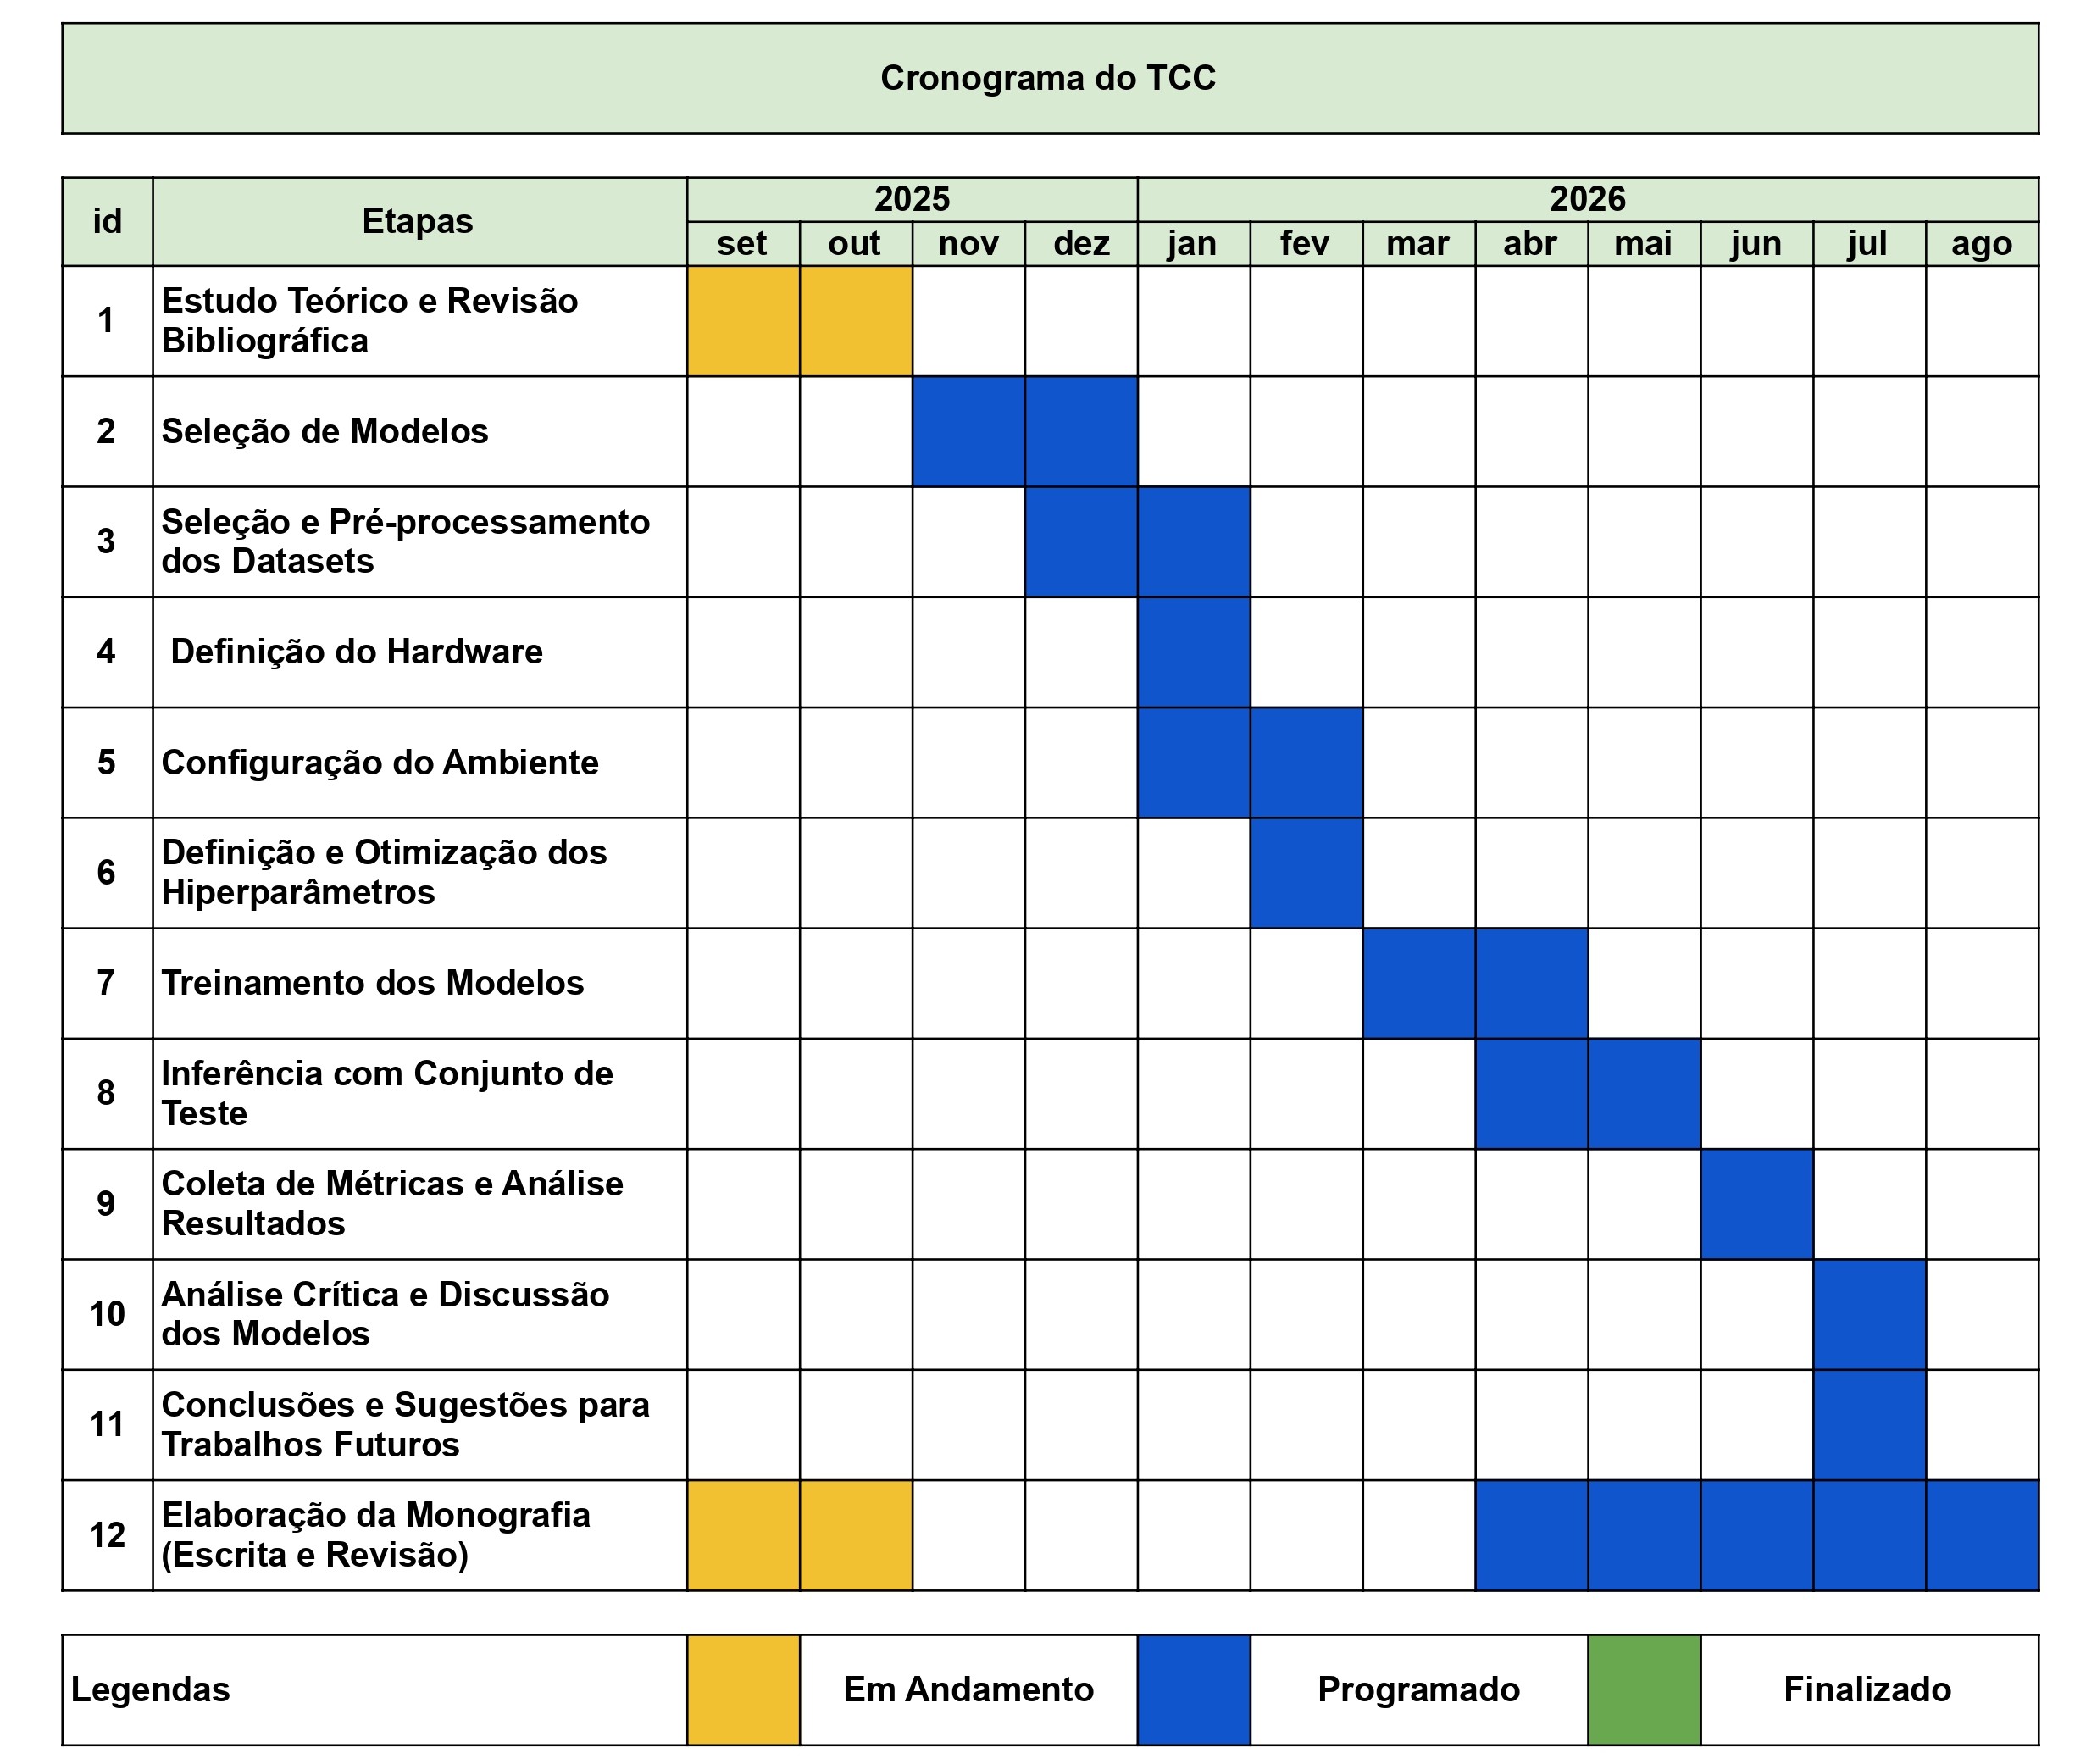 Cronograma do TCC
id Etapas 2025 2026
set out nov dez jan fev mar abr mai jun jul ago
1 Estudo Teórico e Revisão
Bibliográfica
2 Seleção de Modelos
3 Seleção e Pré-processamento
dos Datasets
4 Definição do Hardware
5 Configuração do Ambiente
6 Definição e Otimização dos
Hiperparâmetros
7 Treinamento dos Modelos
8 Inferência com Conjunto de
Teste
9 Coleta de Métricas e Análise
Resultados
10 Análise Crítica e Discussão
dos Modelos
11 Conclusões e Sugestões para
Trabalhos Futuros
12 Elaboração da Monografia
(Escrita e Revisão)
Legendas Em Andamento Programado Finalizado